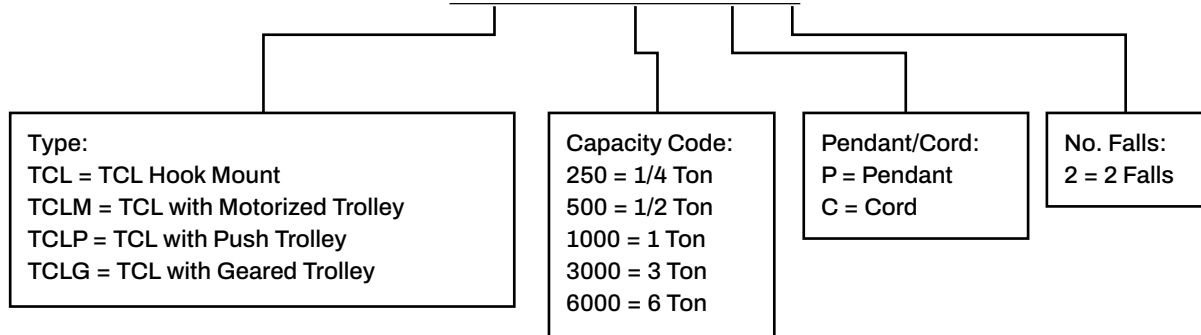 Type:
TCL = TCL Hook Mount
TCLM = TCL with Motorized Trolley
TCLP = TCL with Push Trolley
TCLG = TCL with Geared Trolley
Capacity Code:
250 = 1/4 Ton
500 = 1/2 Ton
1000 = 1 Ton
3000 = 3 Ton
6000 = 6 Ton
Pendant/Cord:
P = Pendant
C = Cord
No. Falls:
2 = 2 Falls